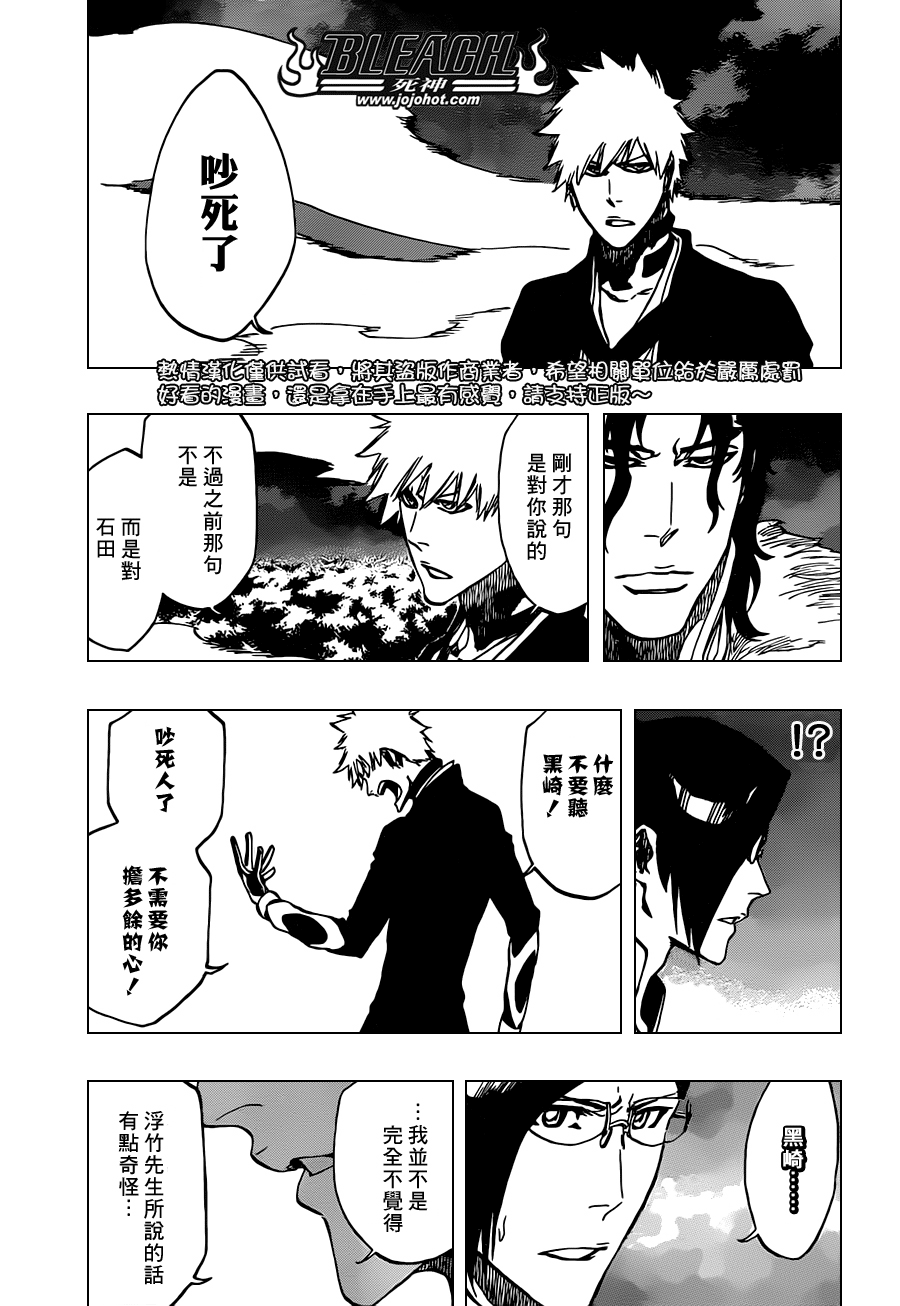 BLEACH
死神
www.jojohot.com
吵死了
熱情漢化僅供試看，將其盜版作商業者，希望相關單位給於嚴厲處罰
好看的漫畫，還是拿在手上最有感覺，請支持正版～
剛才那句
是對你說的
不過之前那句
不是
而是對
石田
!?
什麼
不要聽
黑崎！
吵死人了
不需要你
擔多餘的心！
黑崎……
…我並不是
完全不覺得
浮竹先生所說的話
有點奇怪…